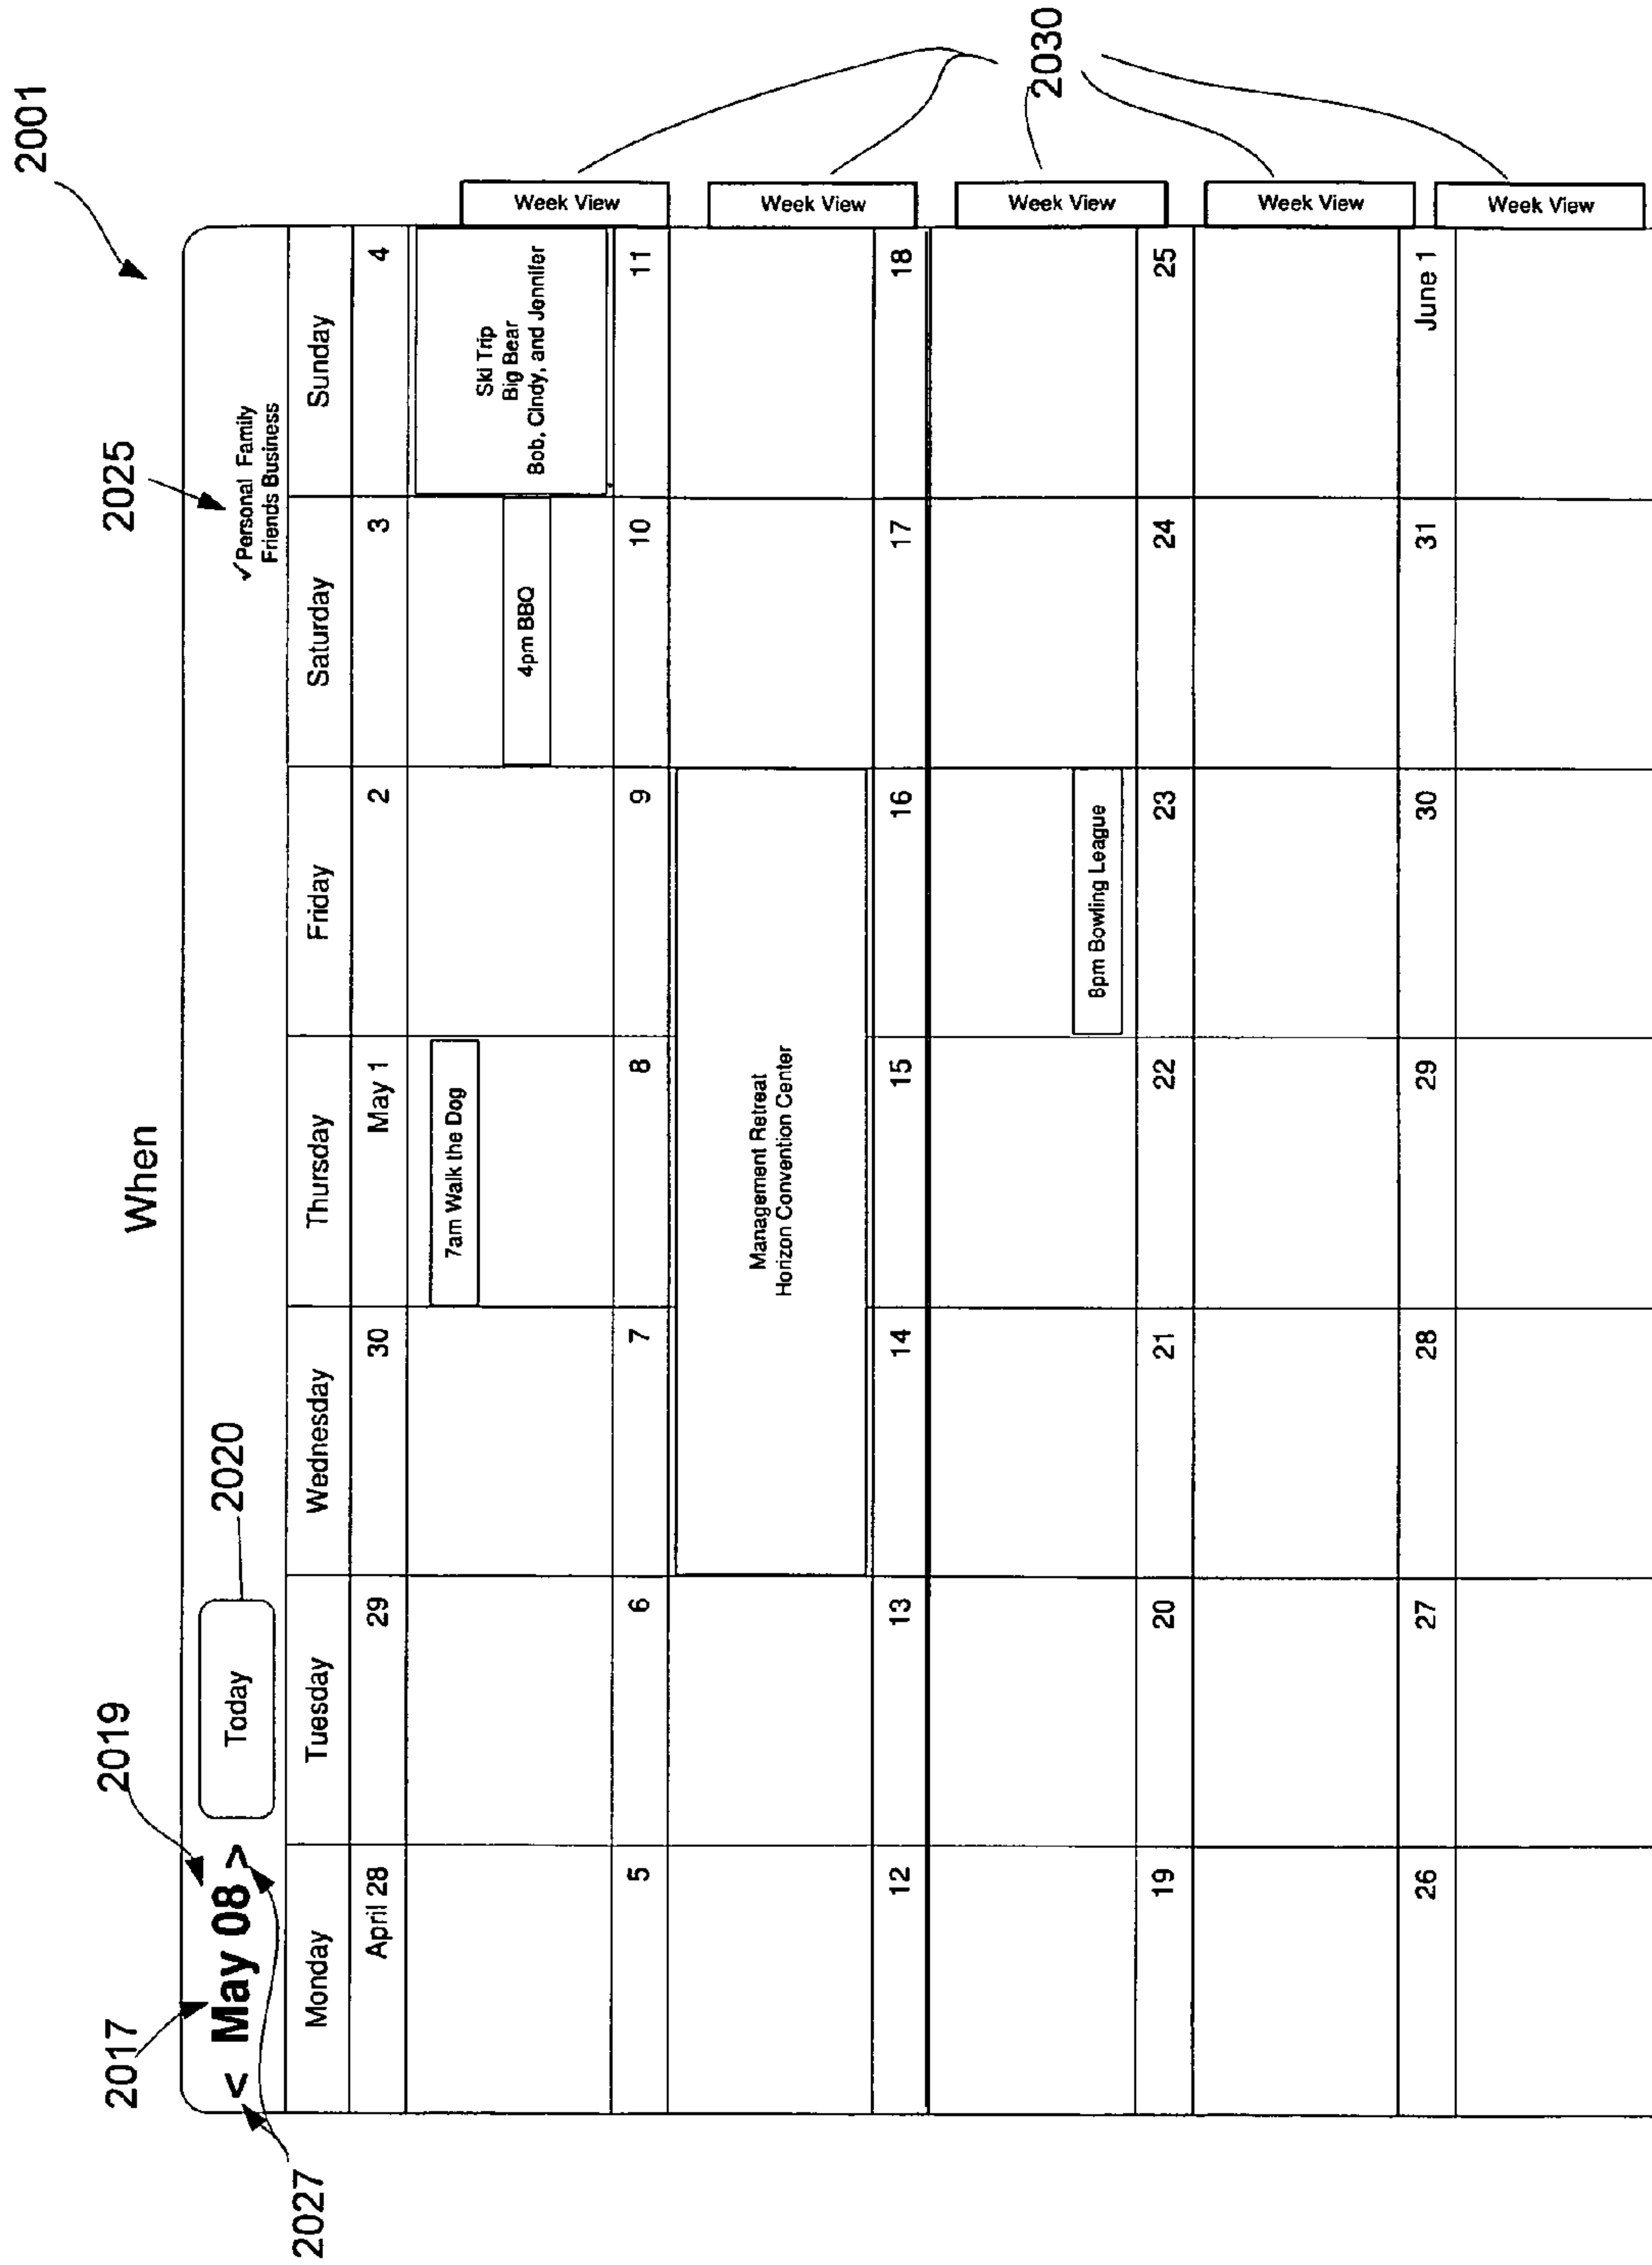 When
2001
2017
2019
2020
2025
2027
< May 08 >
Today
✓Personal Family
Friends Business
Monday
Tuesday
Wednesday
Thursday
Friday
Saturday
Sunday
April 28
29
30
May 1
2
3
4
7am Walk the Dog
4pm BBQ
Ski Trip
Big Bear
Bob, Cindy, and Jennifer
Week View
5
6
7
8
9
10
11
Management Retreat
Horizon Convention Center
Week View
12
13
14
15
16
17
18
8pm Bowling League
Week View
19
20
21
22
23
24
25
Week View
26
27
28
29
30
31
June 1
Week View
2030